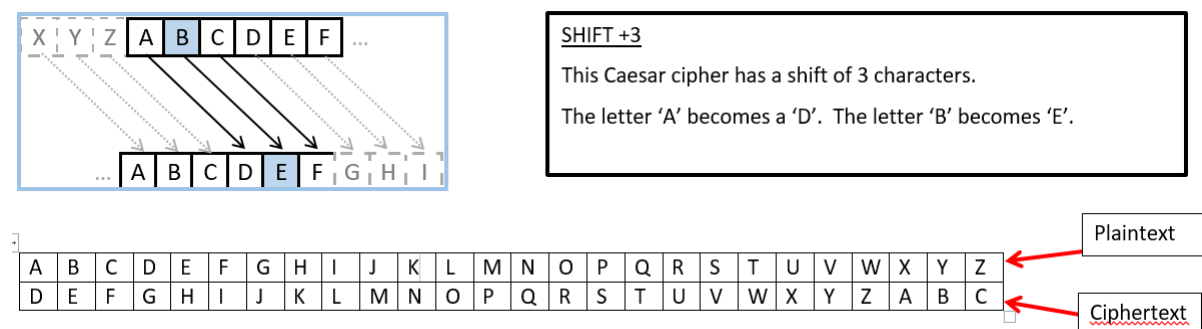 X Y Z A B C D E F ...
... A B C D E F G H I
SHIFT +3
This Caesar cipher has a shift of 3 characters.
The letter ‘A’ becomes a ‘D’.  The letter ‘B’ becomes ‘E’.
Plaintext
A B C D E F G H I J K L M N O P Q R S T U V W X Y Z
D E F G H I J K L M N O P Q R S T U V W X Y Z A B C
Ciphertext